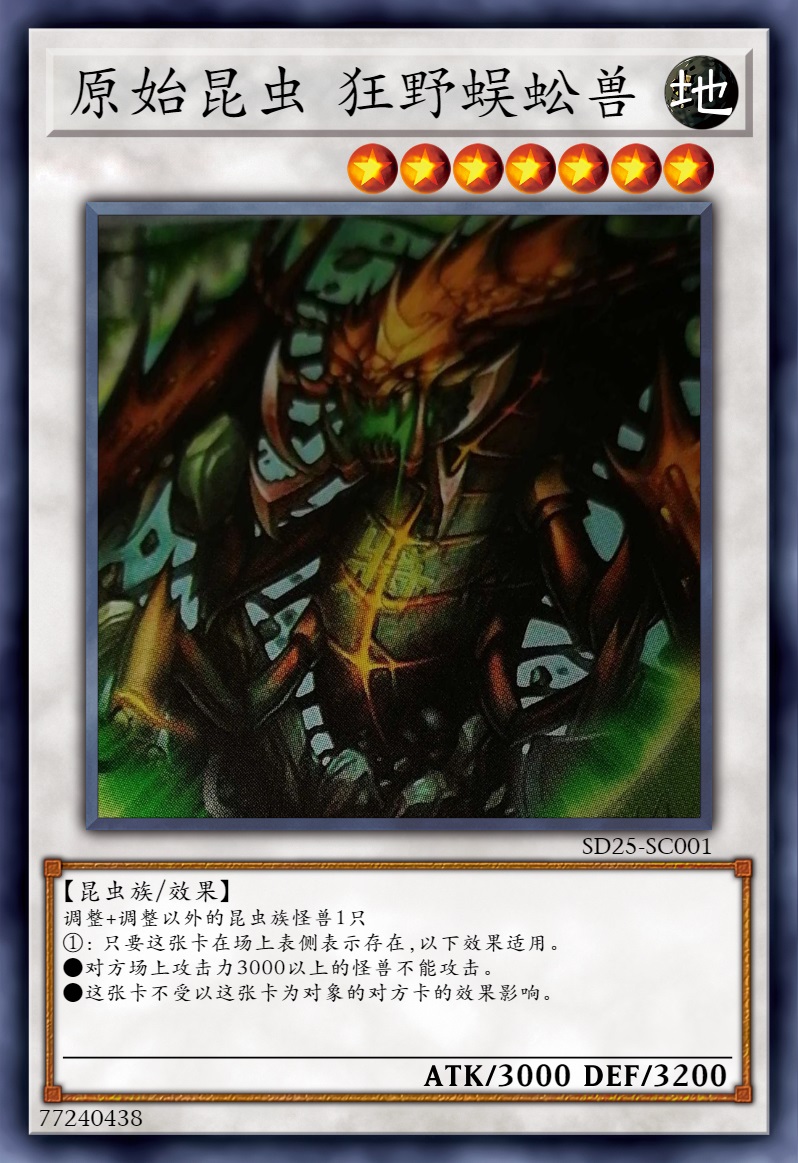 原始昆虫 狂野蜈蚣兽
地
SD25-SC001
【昆虫族/效果】
调整+调整以外的昆虫族怪兽1只
①:只要这张卡在场上表侧表示存在,以下效果适用。
●对方场上攻击力3000以上的怪兽不能攻击。
●这张卡不受以这张卡为对象的对方卡的效果影响。
ATK/3000 DEF/3200
77240438